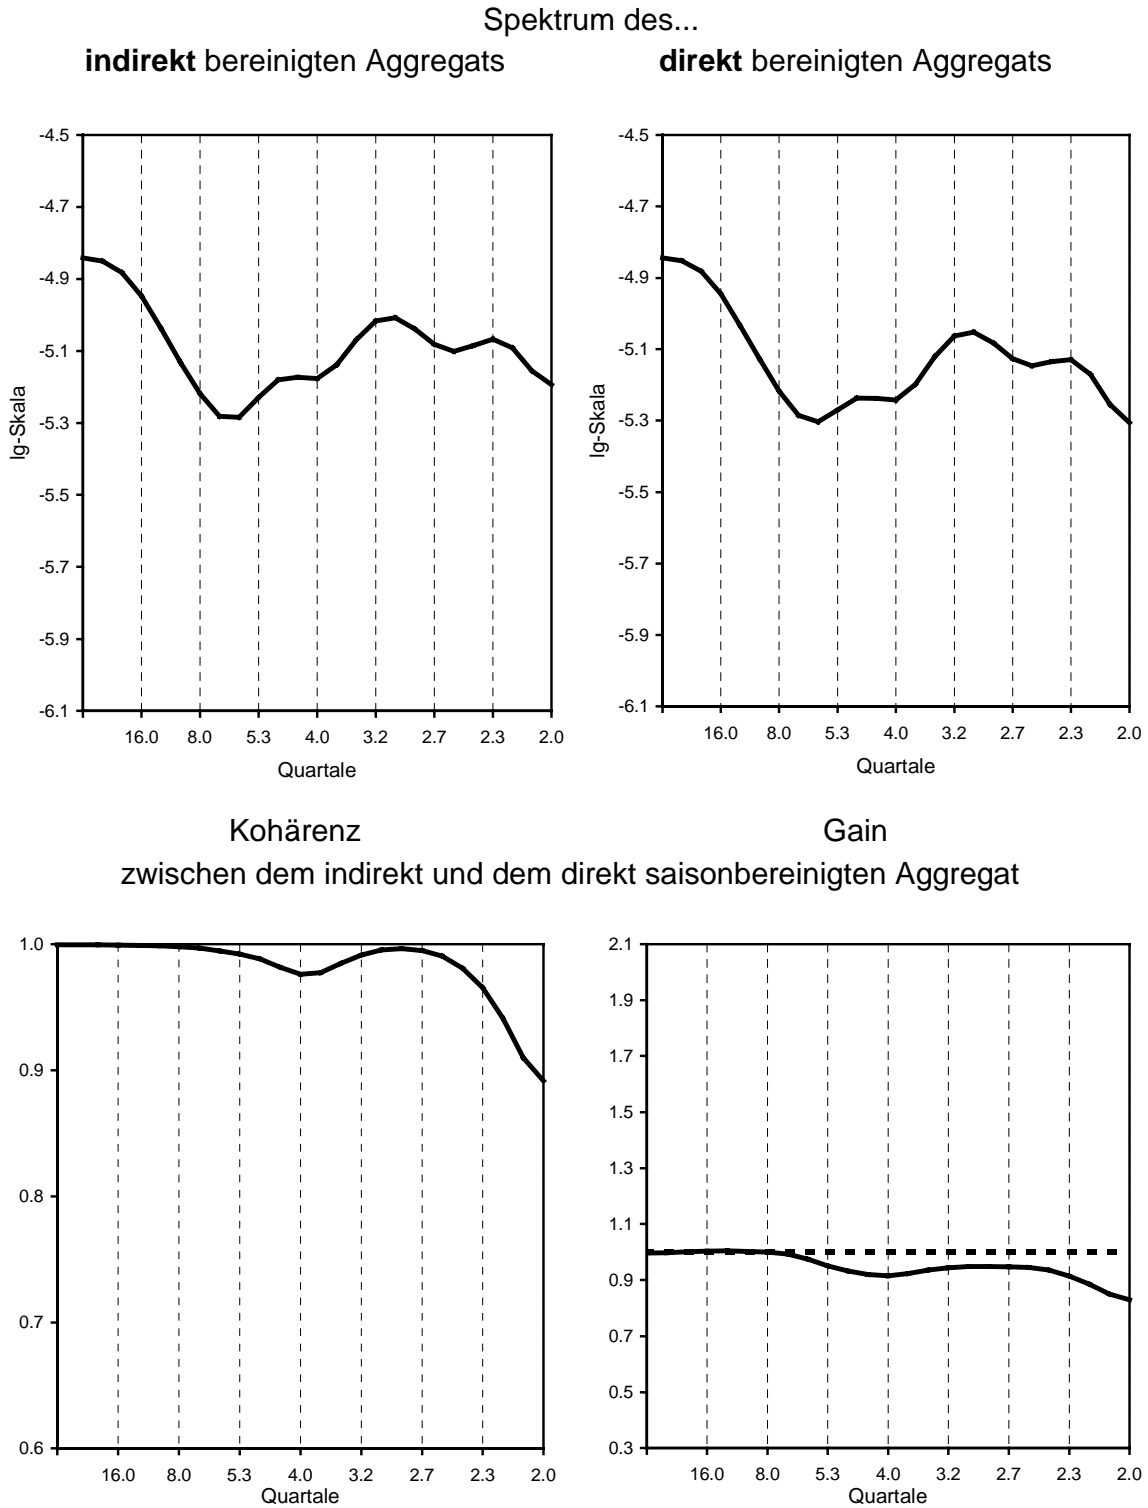 Spektrum des...
indirekt bereinigten Aggregats
direkt bereinigten Aggregats
-4.5
-4.7
-4.9
-5.1
-5.3
-5.5
-5.7
-5.9
-6.1
lg-Skala
16.0 8.0 5.3 4.0 3.2 2.7 2.3 2.0
Quartale
-4.5
-4.7
-4.9
-5.1
-5.3
-5.5
-5.7
-5.9
-6.1
lg-Skala
16.0 8.0 5.3 4.0 3.2 2.7 2.3 2.0
Quartale
Kohärenz
Gain
zwischen dem indirekt und dem direkt saisonbereinigten Aggregat
1.0
0.9
0.8
0.7
0.6
16.0 8.0 5.3 4.0 3.2 2.7 2.3 2.0
Quartale
2.1
1.9
1.7
1.5
1.3
1.1
0.9
0.7
0.5
0.3
16.0 8.0 5.3 4.0 3.2 2.7 2.3 2.0
Quartale